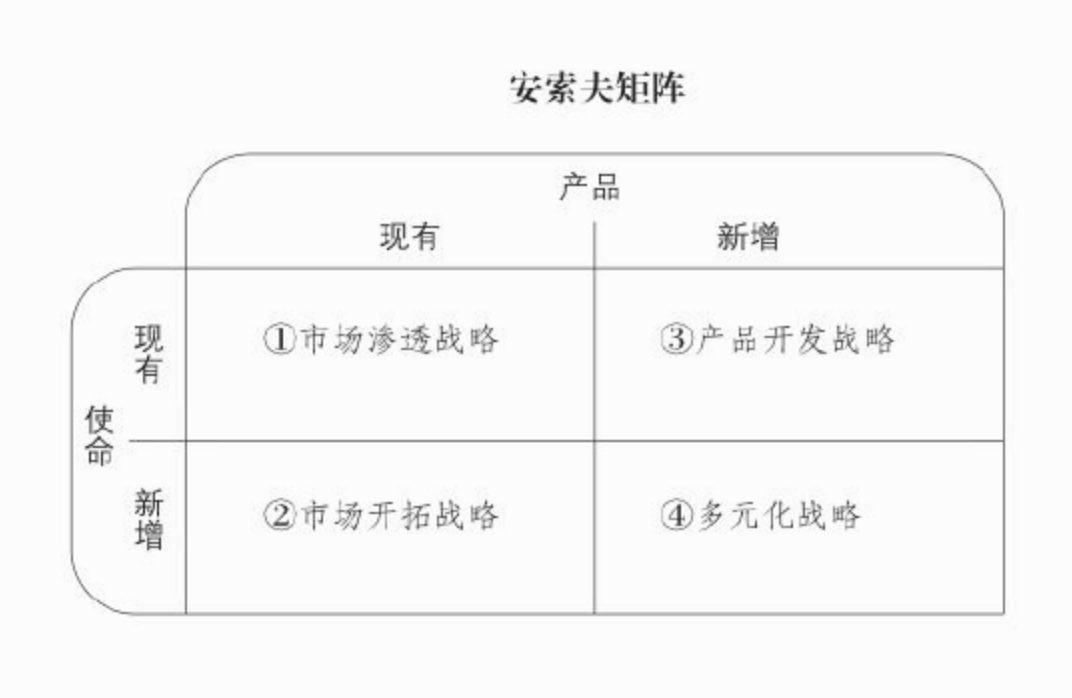 安索夫矩阵
产品
现有
新增
使命
现有
①市场渗透战略
③产品开发战略
新增
②市场开拓战略
④多元化战略